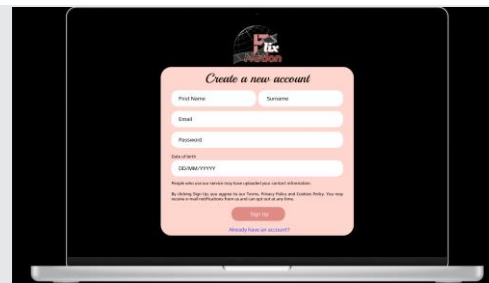 Flix
Nation
Create a new account
First Name
Surname
Email
Password
Date of birth
DD/MM/YYYYY
People who use our service may have uploaded your contact information.
By clicking Sign Up, you agree to our Terms, Privacy Policy and Cookies Policy. You may
receive e-mail notifications from us and can opt out at any time.
Sign Up
Already have an account?